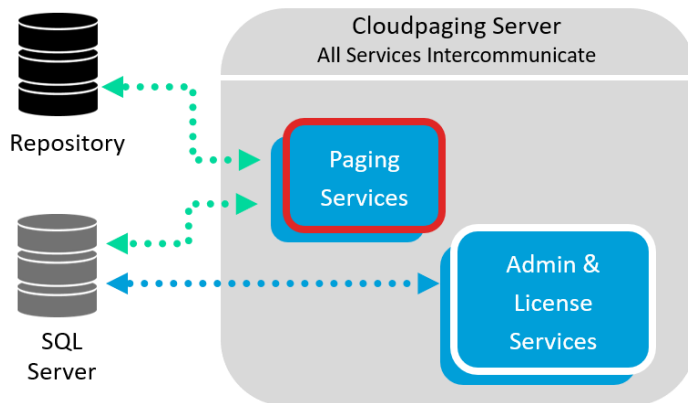 Cloudpaging Server
All Services Intercommunicate
Repository
Paging
Services
SQL
Server
Admin &
License
Services